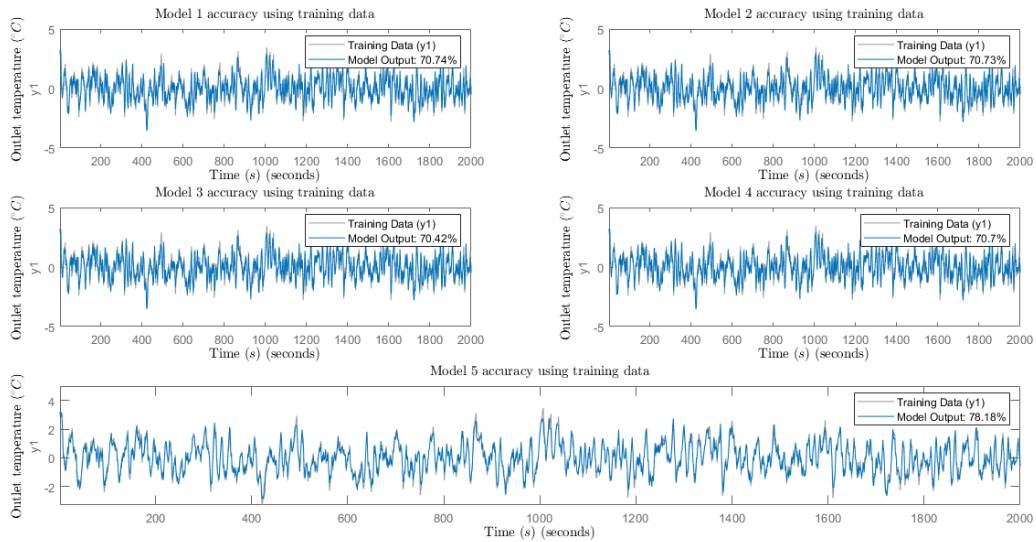 Model 1 accuracy using training data
Outlet temperature (°C)
y1
5
0
-5
Training Data (y1)
Model Output: 70.74%
200 400 600 800 1000 1200 1400 1600 1800 2000
Time (s) (seconds)
Model 2 accuracy using training data
Outlet temperature (°C)
y1
5
0
-5
Training Data (y1)
Model Output: 70.73%
200 400 600 800 1000 1200 1400 1600 1800 2000
Time (s) (seconds)
Model 3 accuracy using training data
Outlet temperature (°C)
y1
5
0
-5
Training Data (y1)
Model Output: 70.42%
200 400 600 800 1000 1200 1400 1600 1800 2000
Time (s) (seconds)
Model 4 accuracy using training data
Outlet temperature (°C)
y1
5
0
-5
Training Data (y1)
Model Output: 70.7%
200 400 600 800 1000 1200 1400 1600 1800 2000
Time (s) (seconds)
Model 5 accuracy using training data
Outlet temperature (°C)
y1
4
2
0
-2
Training Data (y1)
Model Output: 78.18%
200 400 600 800 1000 1200 1400 1600 1800 2000
Time (s) (seconds)